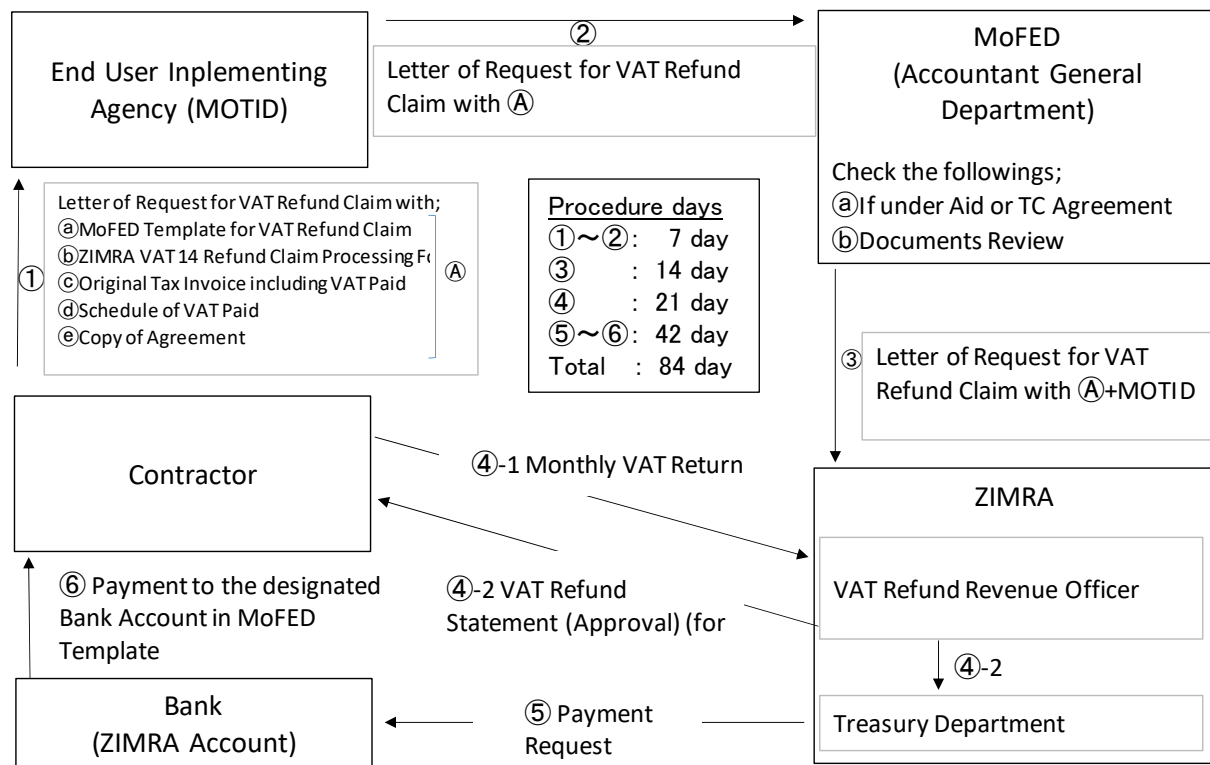 End User Inplementing
Agency (MOTID)
②
Letter of Request for VAT Refund
Claim with Ⓐ
MoFED
(Accountant General
Department)
Check the followings;
ⓐIf under Aid or TC Agreement
ⓑDocuments Review
①
Letter of Request for VAT Refund Claim with;
ⓐMoFED Template for VAT Refund Claim
ⓑZIMRA VAT 14 Refund Claim Processing Fo
ⓒOriginal Tax Invoice including VAT Paid
ⓓSchedule of VAT Paid
ⓔCopy of Agreement
Ⓐ
Procedure days
①～②: 7 day
③ : 14 day
④ : 21 day
⑤～⑥: 42 day
Total : 84 day
③
Letter of Request for VAT
Refund Claim with Ⓐ+MOTID
Contractor
④-1 Monthly VAT Return
ZIMRA
VAT Refund Revenue Officer
④-2 VAT Refund
Statement (Approval) (for
④-2
Treasury Department
⑥ Payment to the designated
Bank Account in MoFED
Template
Bank
(ZIMRA Account)
⑤ Payment
Request